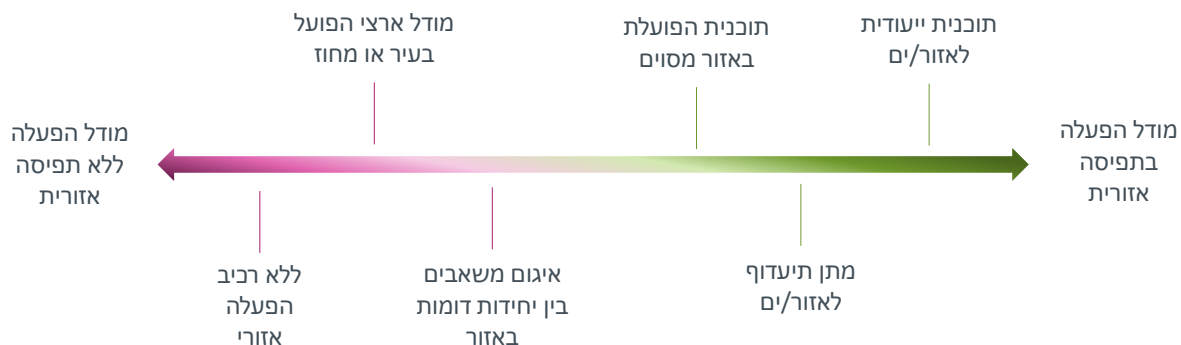 תוכנית ייעודית
לאזור/ים
תוכנית הפועלת
באזור מסוים
מודל ארצי הפועל
בעיר או מחוז
מודל הפעלה
בתפיסה
אזורית
מודל הפעלה
ללא תפיסה
אזורית
מתן תיעדוף
לאזור/ים
איגום משאבים
בין יחידות דומות
באזור
ללא רכיב
הפעלה
אזורי